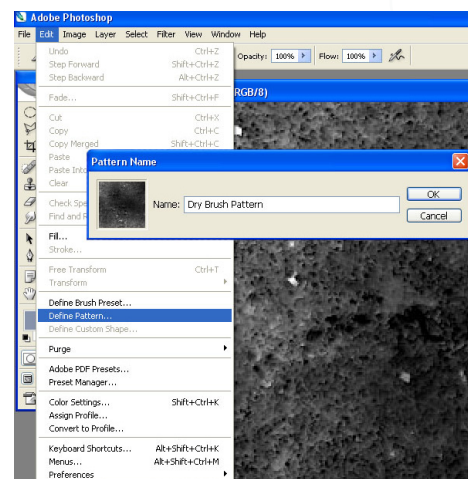 Adobe Photoshop
File Edit Image Layer Select Filter View Window Help
Undo Ctrl+Z
Step Forward Shift+Ctrl+Z
Step Backward Alt+Ctrl+Z
Opacity: 100% Flow: 100%
Fade... Shift+Ctrl+F
RGB/8)
Cut Ctrl+X
Copy Ctrl+C
Copy Merged Shift+Ctrl+C
Paste
Paste Into
Clear
Pattern Name
Name: Dry Brush Pattern
OK
Cancel
Check Spe
Find and R
Fill...
Stroke...
Free Transform Ctrl+T
Transform
Define Brush Preset...
Define Pattern...
Define Custom Shape...
Purge
Adobe PDF Presets...
Preset Manager...
Color Settings... Shift+Ctrl+K
Assign Profile...
Convert to Profile...
Keyboard Shortcuts... Alt+Shift+Ctrl+K
Menus... Alt+Shift+Ctrl+M
Preferences